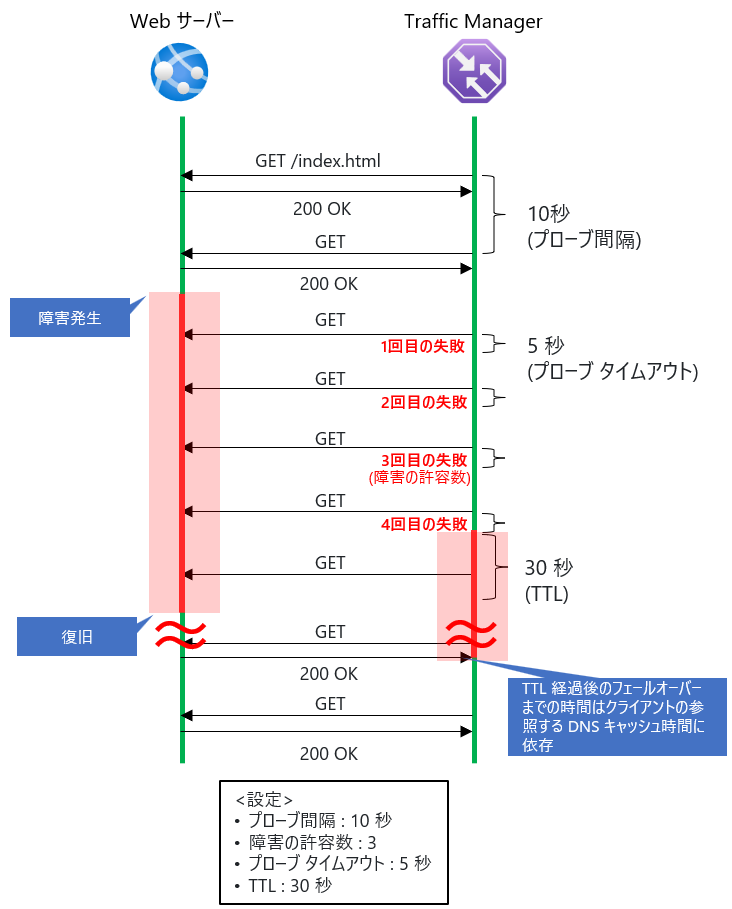 Web サーバー
Traffic Manager
GET /index.html
200 OK
10秒
(プローブ間隔)
GET
200 OK
障害発生
GET
1回目の失敗
5 秒
(プローブ タイムアウト)
GET
2回目の失敗
GET
3回目の失敗
(障害の許容数)
GET
4回目の失敗
GET
30 秒
(TTL)
復旧
GET
200 OK
TTL 経過後のフェールオーバー
までの時間はクライアントの参
照する DNS キャッシュ時間に
依存
GET
200 OK
<設定>
• プローブ間隔 : 10 秒
• 障害の許容数 : 3
• プローブ タイムアウト : 5 秒
• TTL : 30 秒